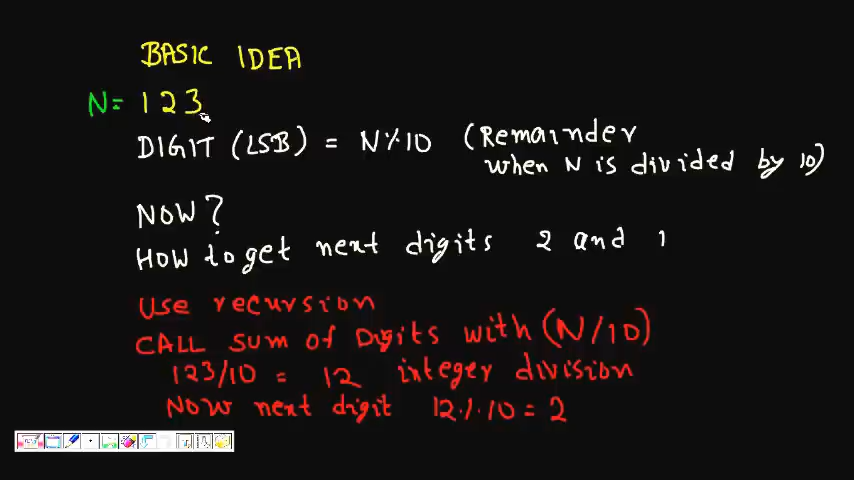 BASIC IDEA
N= 123
DIGIT (LSB) = N%10 (Remainder
when N is divided by 10)
NOW?
HOW to get next digits 2 and 1
Use recursion
CALL Sum of Digits with (N/10)
123/10 = 12 integer division
Now next digit 12%10 = 2